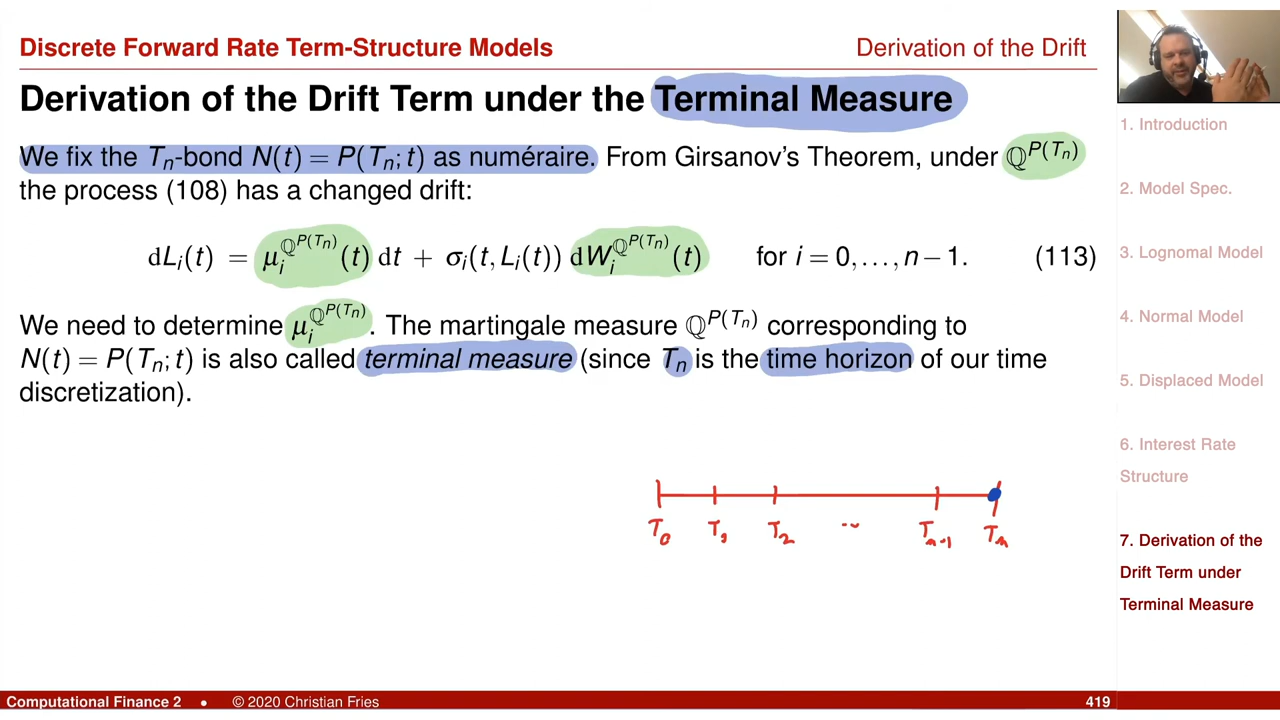 Discrete Forward Rate Term-Structure Models
Derivation of the Drift
Derivation of the Drift Term under the Terminal Measure
We fix the Tₙ-bond N(t) = P(Tₙ; t) as numéraire. From Girsanov's Theorem, under ℚ^P(Tₙ)
the process (108) has a changed drift:
dLᵢ(t) = μᵢ^ℚ^P(Tₙ)(t) dt + σᵢ(t, Lᵢ(t)) dWᵢ^ℚ^P(Tₙ)(t) for i = 0, …, n − 1. (113)
We need to determine μᵢ^ℚ^P(Tₙ). The martingale measure ℚ^P(Tₙ) corresponding to
N(t) = P(Tₙ; t) is also called terminal measure (since Tₙ is the time horizon of our time
discretization).
T₀ T₁ T₂ ... Tₙ₋₁ Tₙ
1. Introduction
2. Model Spec.
3. Lognomal Model
4. Normal Model
5. Displaced Model
6. Interest Rate
Structure
7. Derivation of the
Drift Term under
Terminal Measure
Computational Finance 2 • © 2020 Christian Fries
419